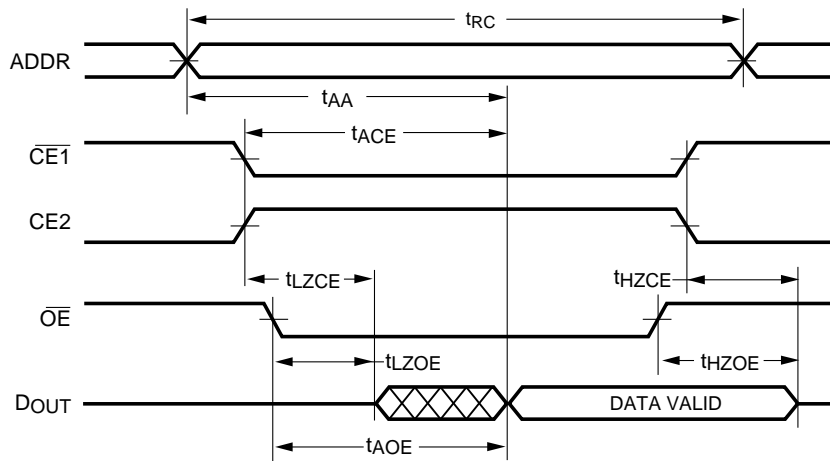 tRC
ADDR
tAA
tACE
CE1
CE2
tLZCE
tHZCE
OE
tLZOE
tHZOE
DOUT
DATA VALID
tAOE